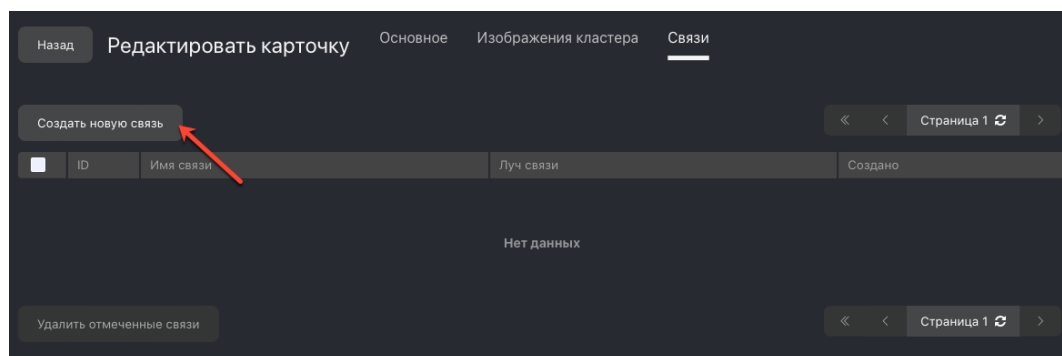 Назад Редактировать карточку Основное Изображения кластера Связи
Создать новую связь Страница 1
ID Имя связи Луч связи Создано
Нет данных
Удалить отмеченные связи Страница 1